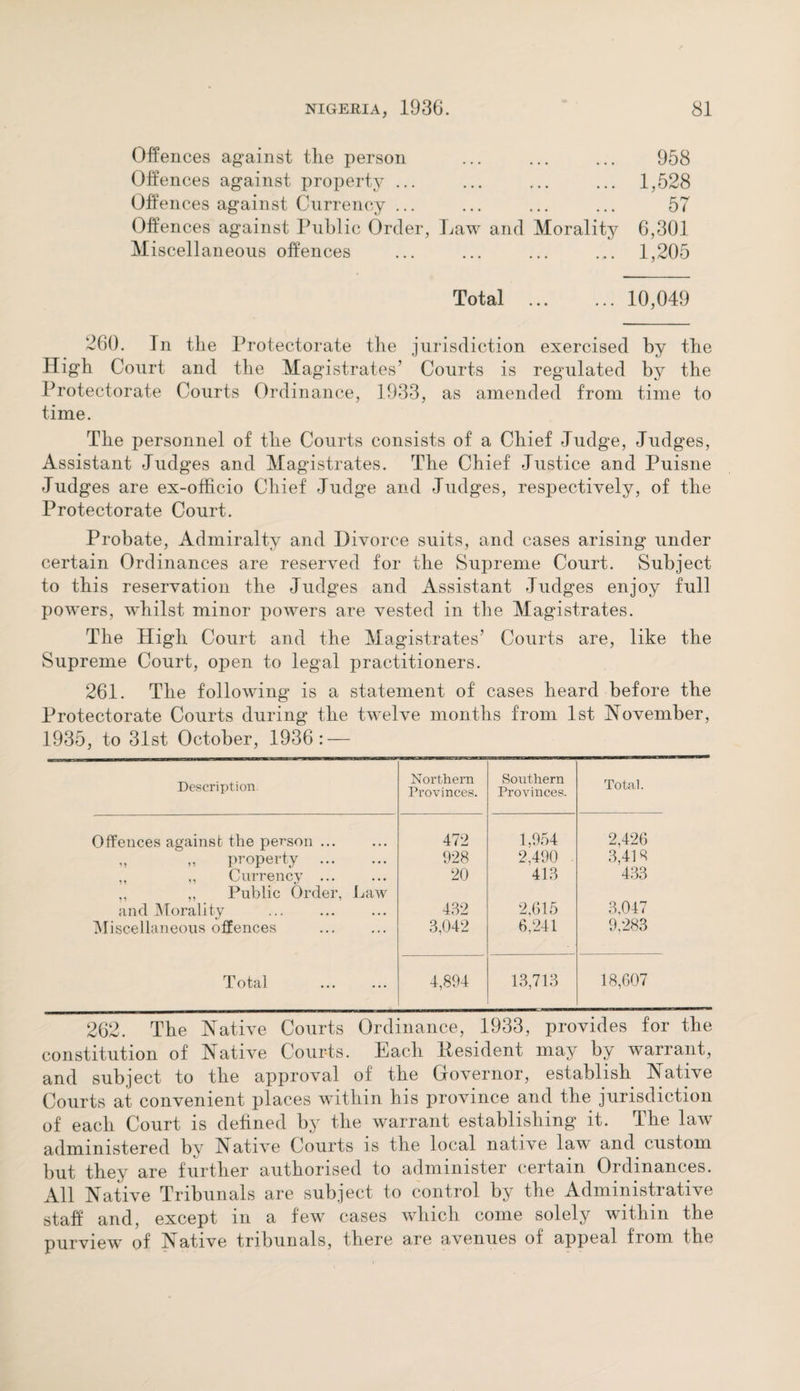 NIGERIA, 1936. 81
Offences against the person ... ... ... 958
Offences against property ... ... ... ... 1,528
Offences against Currency ... ... ... ... 57
Offences against Public Order, Law and Morality 6,301
Miscellaneous offences ... ... ... ... 1,205
Total ... ... 10,049
260. In the Protectorate the jurisdiction exercised by the
High Court and the Magistrates' Courts is regulated by the
Protectorate Courts Ordinance, 1933, as amended from time to
time.
The personnel of the Courts consists of a Chief Judge, Judges,
Assistant Judges and Magistrates. The Chief Justice and Puisne
Judges are ex-officio Chief Judge and Judges, respectively, of the
Protectorate Court.
Probate, Admiralty and Divorce suits, and cases arising under
certain Ordinances are reserved for the Supreme Court. Subject
to this reservation the Judges and Assistant Judges enjoy full
powers, whilst minor powers are vested in the Magistrates.
The High Court and the Magistrates' Courts are, like the
Supreme Court, open to legal practitioners.
261. The following is a statement of cases heard before the
Protectorate Courts during the twelve months from 1st November,
1935, to 31st October, 1936:—
Description. Northern Provinces. Southern Provinces. Total.
Offences against the person ... ... 472 1,954 2,426
,, ,, property ... ... 928 2,490 3,418
,, ,, Currency ... ... 20 413 433
,, ,, Public Order, Law
and Morality ... ... ... 432 2,615 3,047
Miscellaneous offences ... ... 3,042 6,241 9,283
Total ... ... 4,894 13,713 18,607
262. The Native Courts Ordinance, 1933, provides for the
constitution of Native Courts. Each Resident may by warrant,
and subject to the approval of the Governor, establish Native
Courts at convenient places within his province and the jurisdiction
of each Court is defined by the warrant establishing it. The law
administered by Native Courts is the local native law and custom
but they are further authorised to administer certain Ordinances.
All Native Tribunals are subject to control by the Administrative
staff and, except in a few cases which come solely within the
purview of Native tribunals, there are avenues of appeal from the